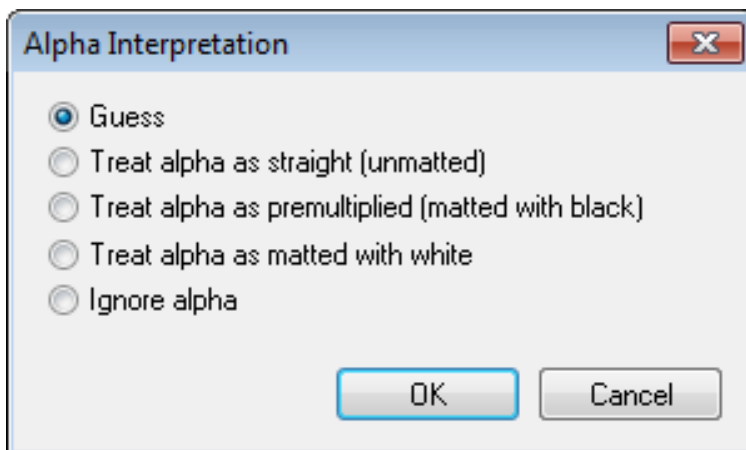 Alpha Interpretation
Guess
Treat alpha as straight (unmatted)
Treat alpha as premultiplied (matted with black)
Treat alpha as matted with white
Ignore alpha
OK Cancel